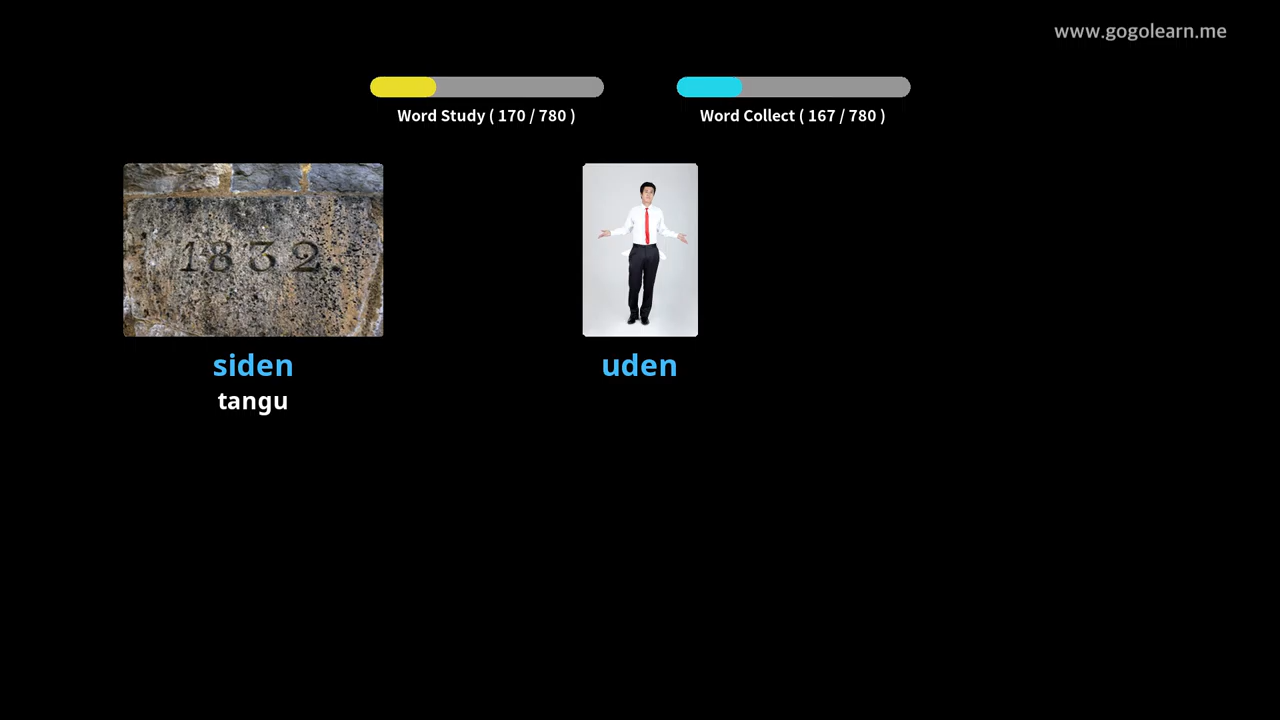 www.gogolearn.me
Word Study ( 170 / 780 )
Word Collect ( 167 / 780 )
1832.
siden
uden
tangu